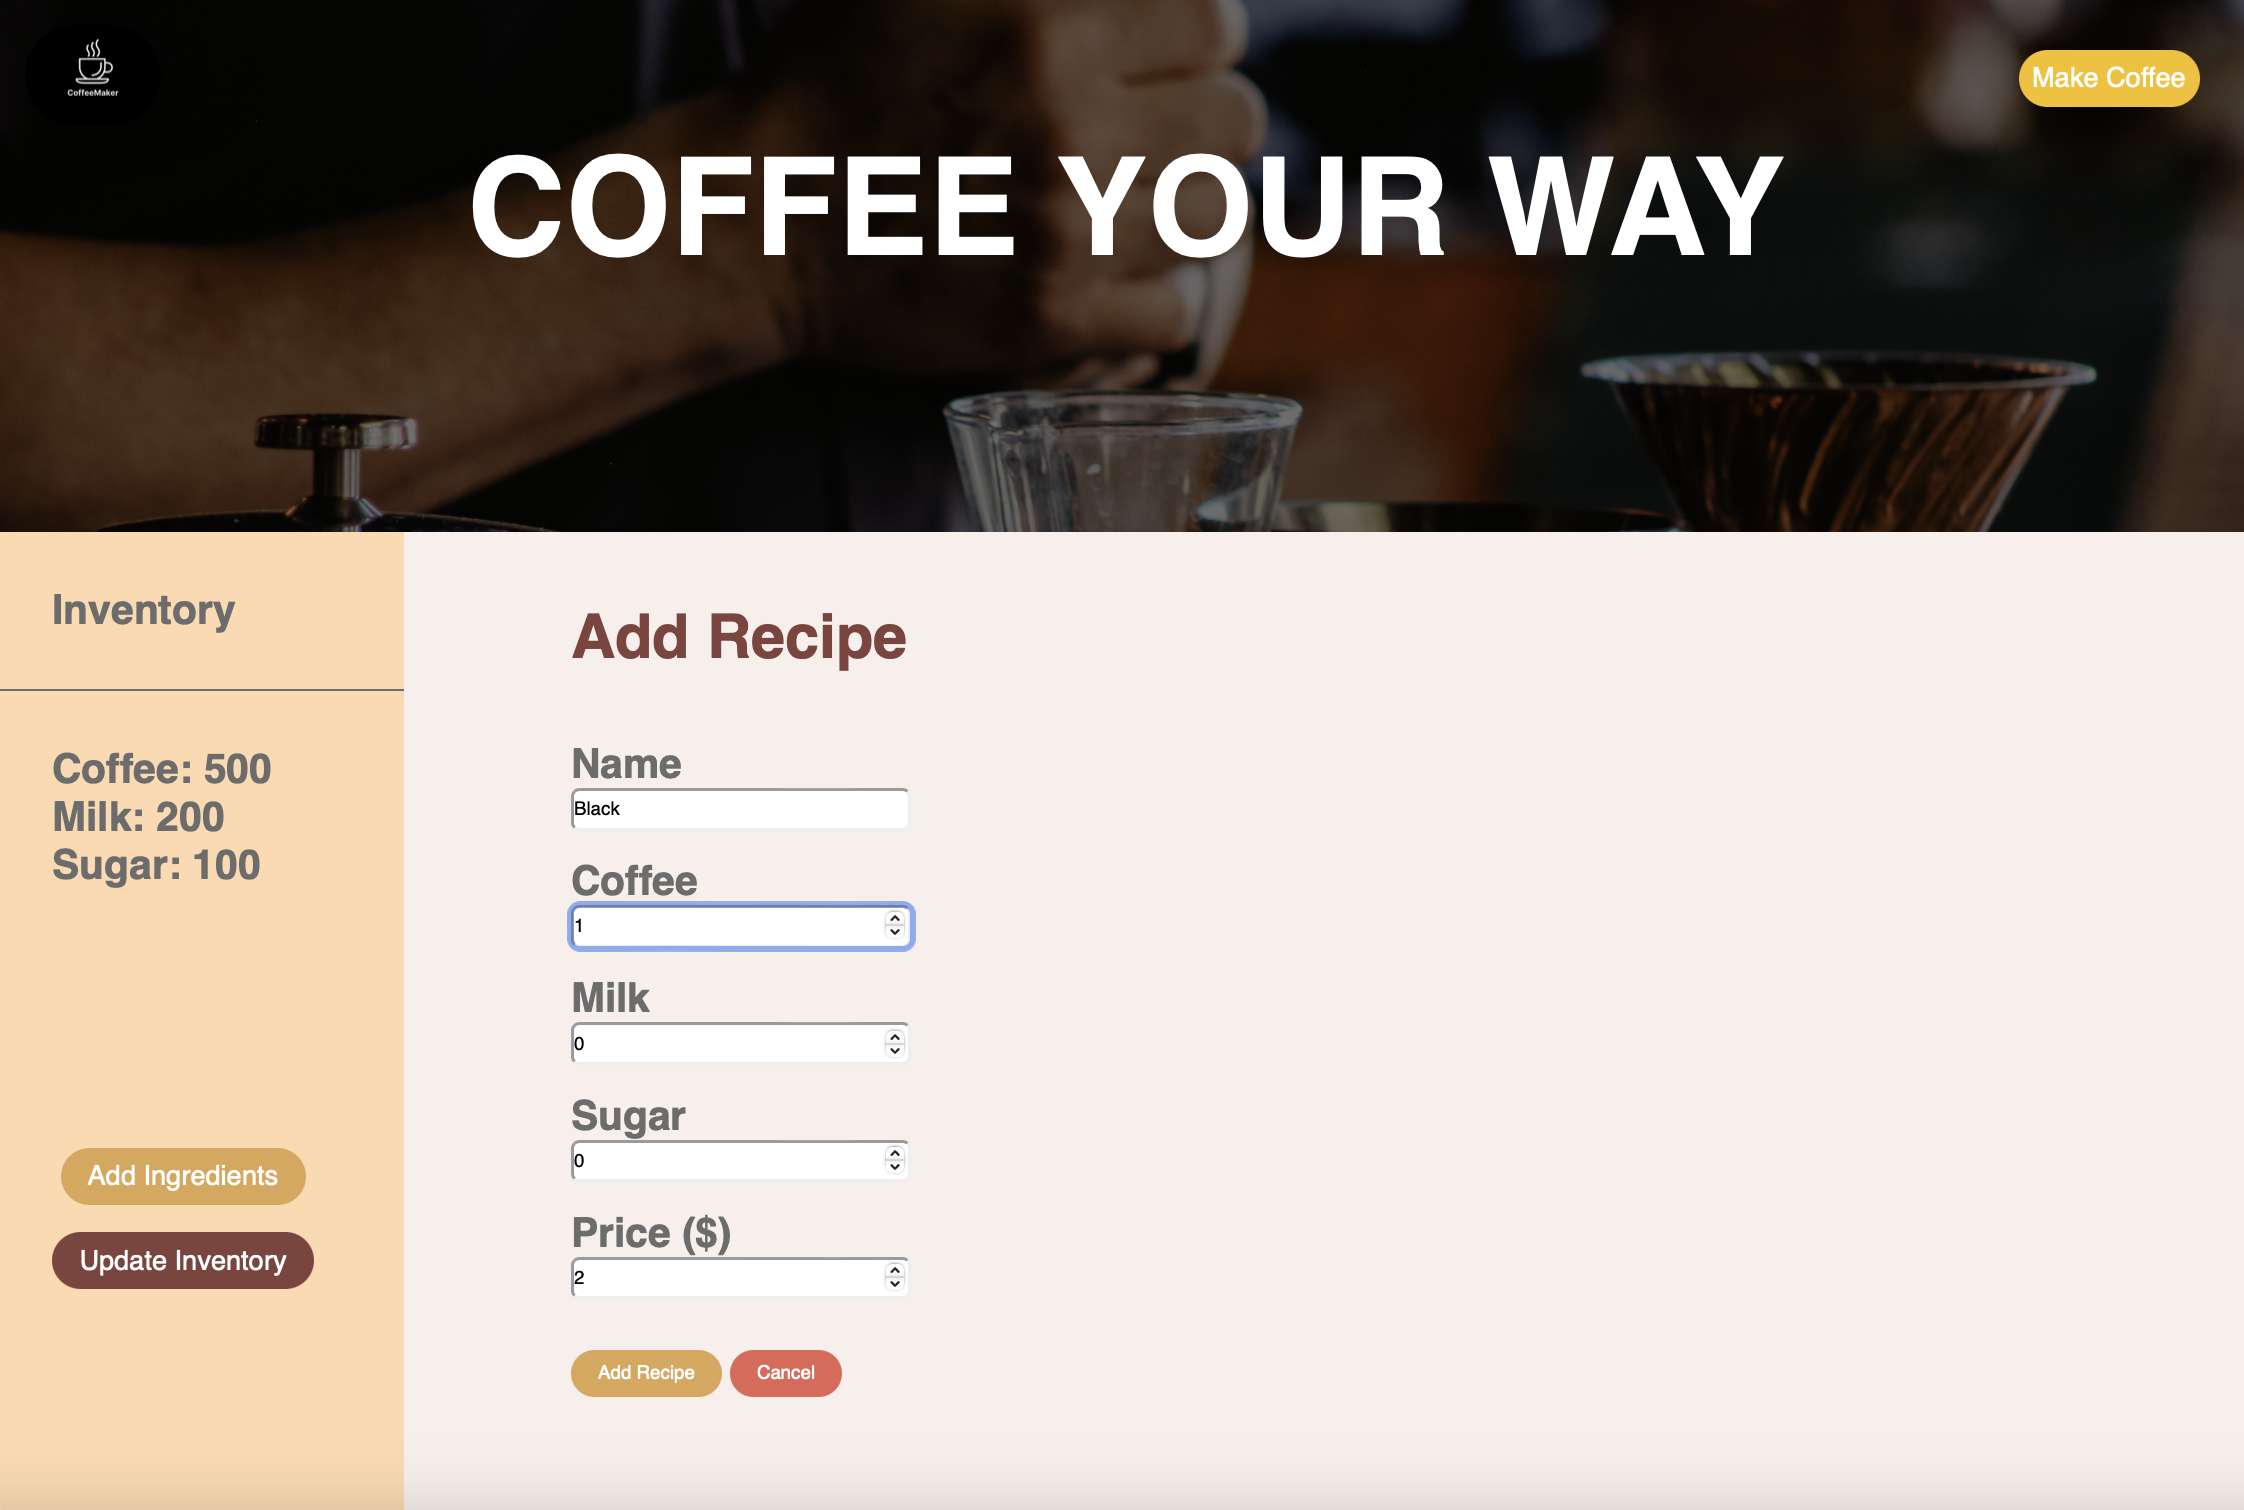 CoffeeMaker
Make Coffee
COFFEE YOUR WAY
Inventory
Coffee: 500
Milk: 200
Sugar: 100
Add Ingredients
Update Inventory
Add Recipe
Name
Black
Coffee
1
Milk
0
Sugar
0
Price ($)
2
Add Recipe
Cancel